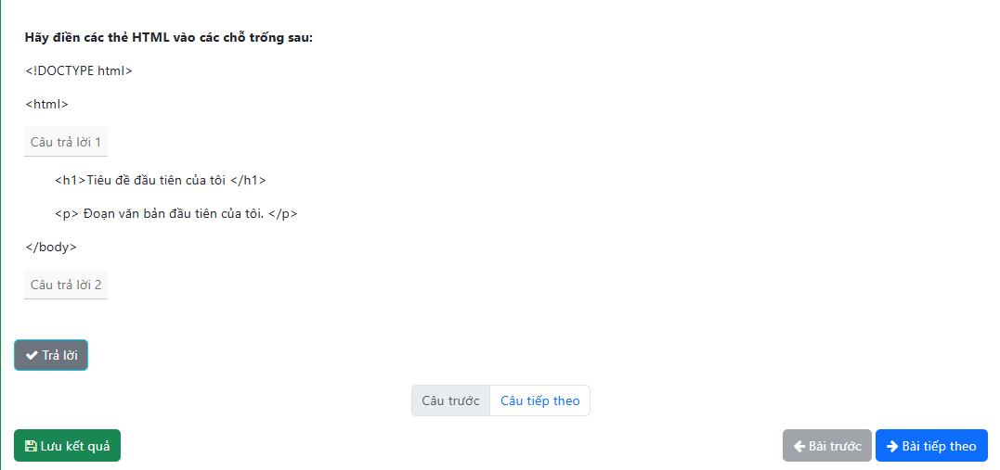 Hãy điền các thẻ HTML vào các chỗ trống sau:
<!DOCTYPE html>
<html>
Câu trả lời 1
<h1>Tiêu đề đầu tiên của tôi </h1>
<p> Đoạn văn bản đầu tiên của tôi. </p>
</body>
Câu trả lời 2
Trả lời
Câu trước Câu tiếp theo
Lưu kết quả Bài trước Bài tiếp theo